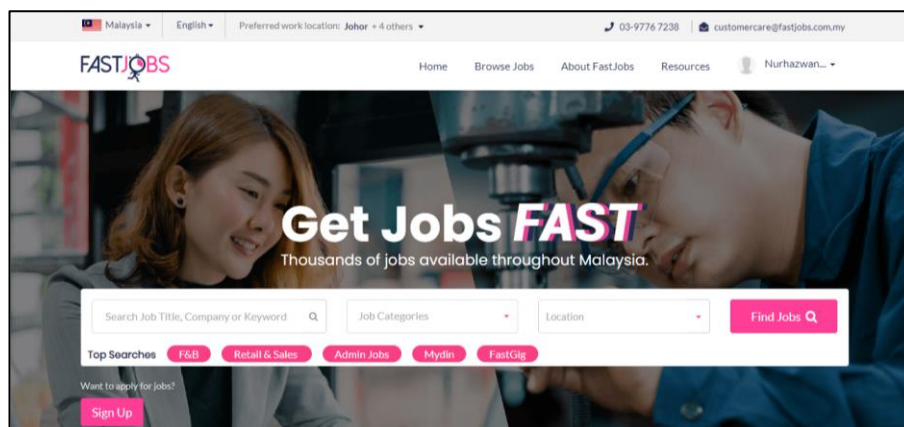 Malaysia English Preferred work location: Johor + 4 others 03-9776 7238 customercare@fastjobs.com.my
FASTJOBS Home Browse Jobs About FastJobs Resources Nurhazwan...
Get Jobs FAST
Thousands of jobs available throughout Malaysia.
Search Job Title, Company or Keyword Job Categories Location Find Jobs
Top Searches F&B Retail & Sales Admin Jobs Mydin FastGig
Want to apply for jobs?
Sign Up